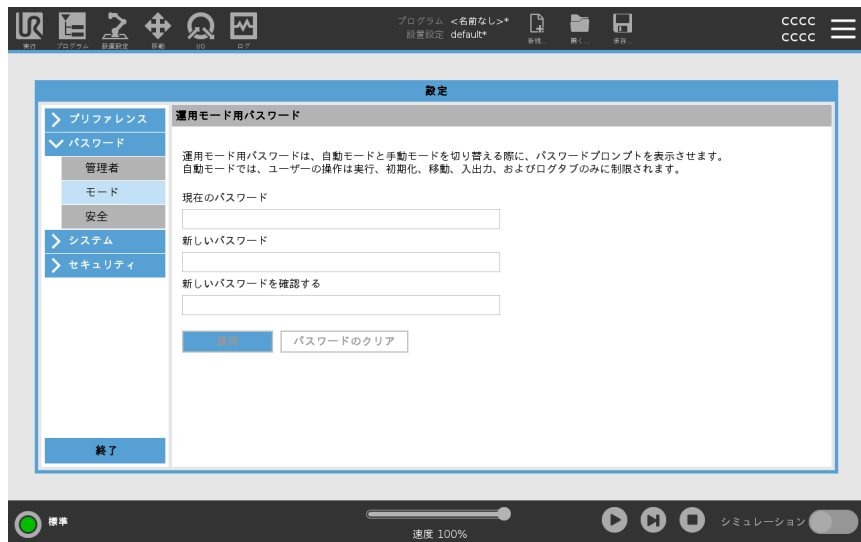 UR
実行
プログラム
設置設定
移動
I/O
ログ
プログラム <名前なし>*
設置設定 default*
新規...
開く...
保存...
CCCC
CCCC
設定
プリファレンス
パスワード
管理者
モード
安全
システム
セキュリティ
終了
運用モード用パスワード
運用モード用パスワードは、自動モードと手動モードを切り替える際に、パスワードプロンプトを表示させます。
自動モードでは、ユーザーの操作は実行、初期化、移動、入出力、およびログタブのみに制限されます。
現在のパスワード
新しいパスワード
新しいパスワードを確認する
適用
パスワードのクリア
標準
速度 100%
シミュレーション